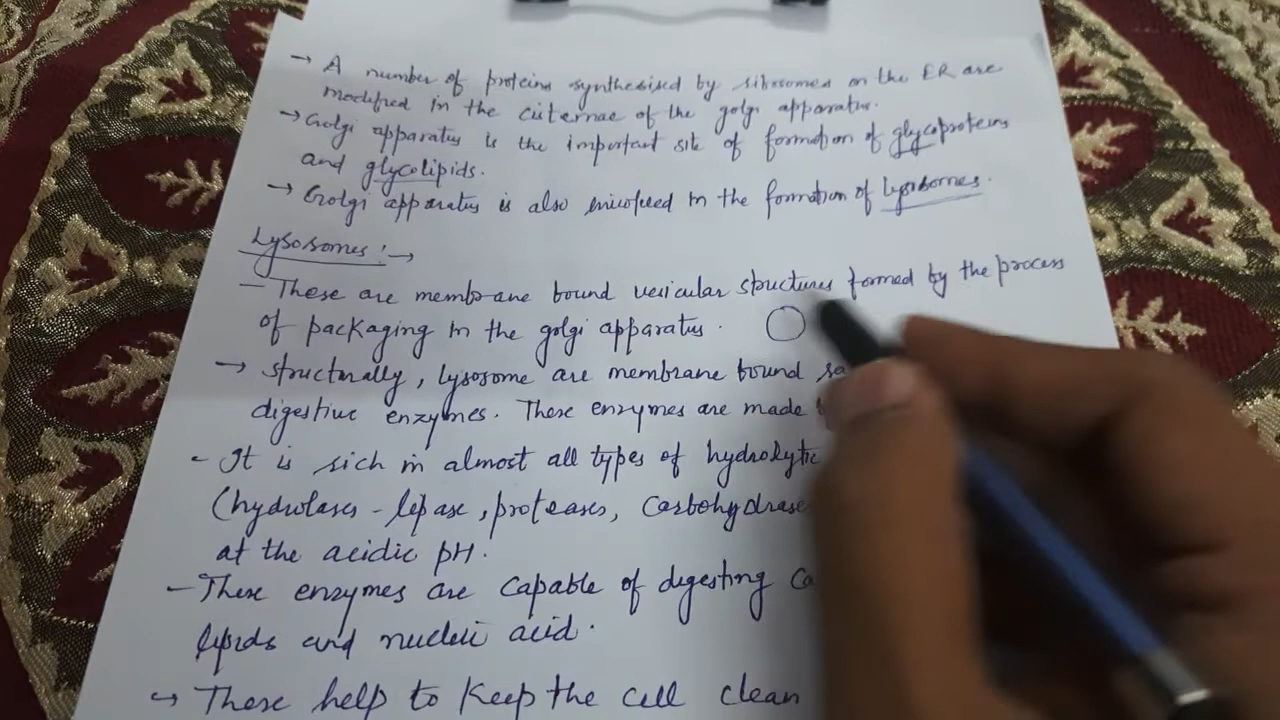 → A number of proteins synthesised by ribosomes on the ER are
modified in the cisternae of the golgi apparatus.
→ Golgi apparatus is the important site of formation of glycoproteins
and glycolipids.
→ Golgi apparatus is also involved in the formation of lysosomes.
Lysosomes :→
- These are membrane bound vesicular structures formed by the process
of packaging in the golgi apparatus.
→ structurally, lysosome are membrane bound
digestive enzymes. These enzymes are made
- It is rich in almost all types of hydrolytic
(hydrolases - lipase, proteases, carbohydrase
at the acidic pH.
- These enzymes are capable of digesting
lipids and nucleic acid.
→ These help to keep the cell clean